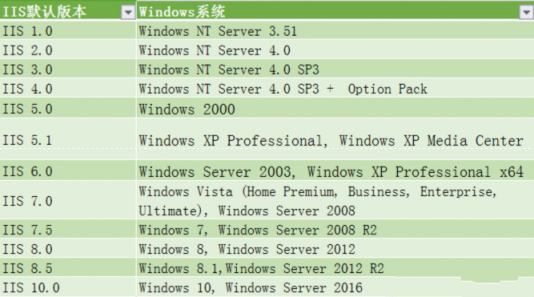 IIS默认版本 Windows系统
IIS 1.0 Windows NT Server 3.51
IIS 2.0 Windows NT Server 4.0
IIS 3.0 Windows NT Server 4.0 SP3
IIS 4.0 Windows NT Server 4.0 SP3 + Option Pack
IIS 5.0 Windows 2000
IIS 5.1 Windows XP Professional, Windows XP Media Center
IIS 6.0 Windows Server 2003, Windows XP Professional x64
IIS 7.0 Windows Vista (Home Premium, Business, Enterprise,
Ultimate), Windows Server 2008
IIS 7.5 Windows 7, Windows Server 2008 R2
IIS 8.0 Windows 8, Windows Server 2012
IIS 8.5 Windows 8.1,Windows Server 2012 R2
IIS 10.0 Windows 10, Windows Server 2016